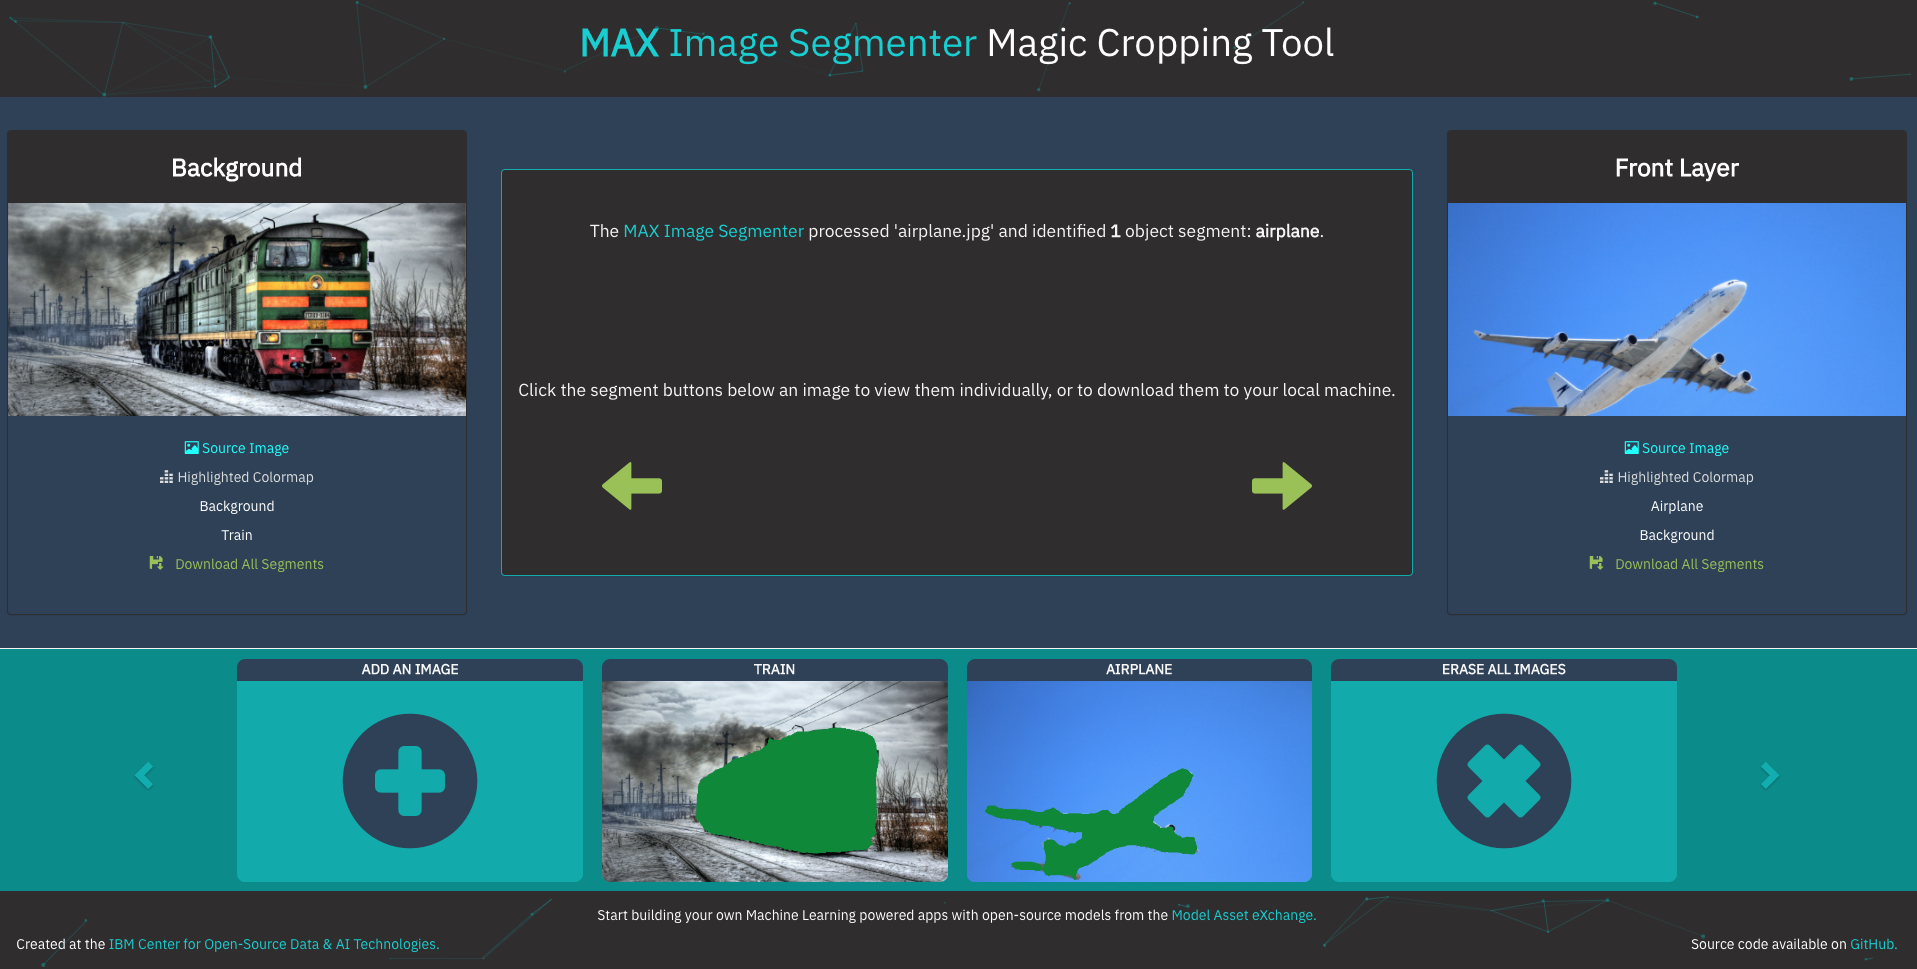 MAX Image Segmenter Magic Cropping Tool
Background
Source Image
Highlighted Colormap
Background
Train
Download All Segments
The MAX Image Segmenter processed 'airplane.jpg' and identified 1 object segment: airplane.
Click the segment buttons below an image to view them individually, or to download them to your local machine.
Front Layer
Source Image
Highlighted Colormap
Airplane
Background
Download All Segments
ADD AN IMAGE
TRAIN
AIRPLANE
ERASE ALL IMAGES
Start building your own Machine Learning powered apps with open-source models from the Model Asset eXchange.
Created at the IBM Center for Open-Source Data & AI Technologies.
Source code available on GitHub.